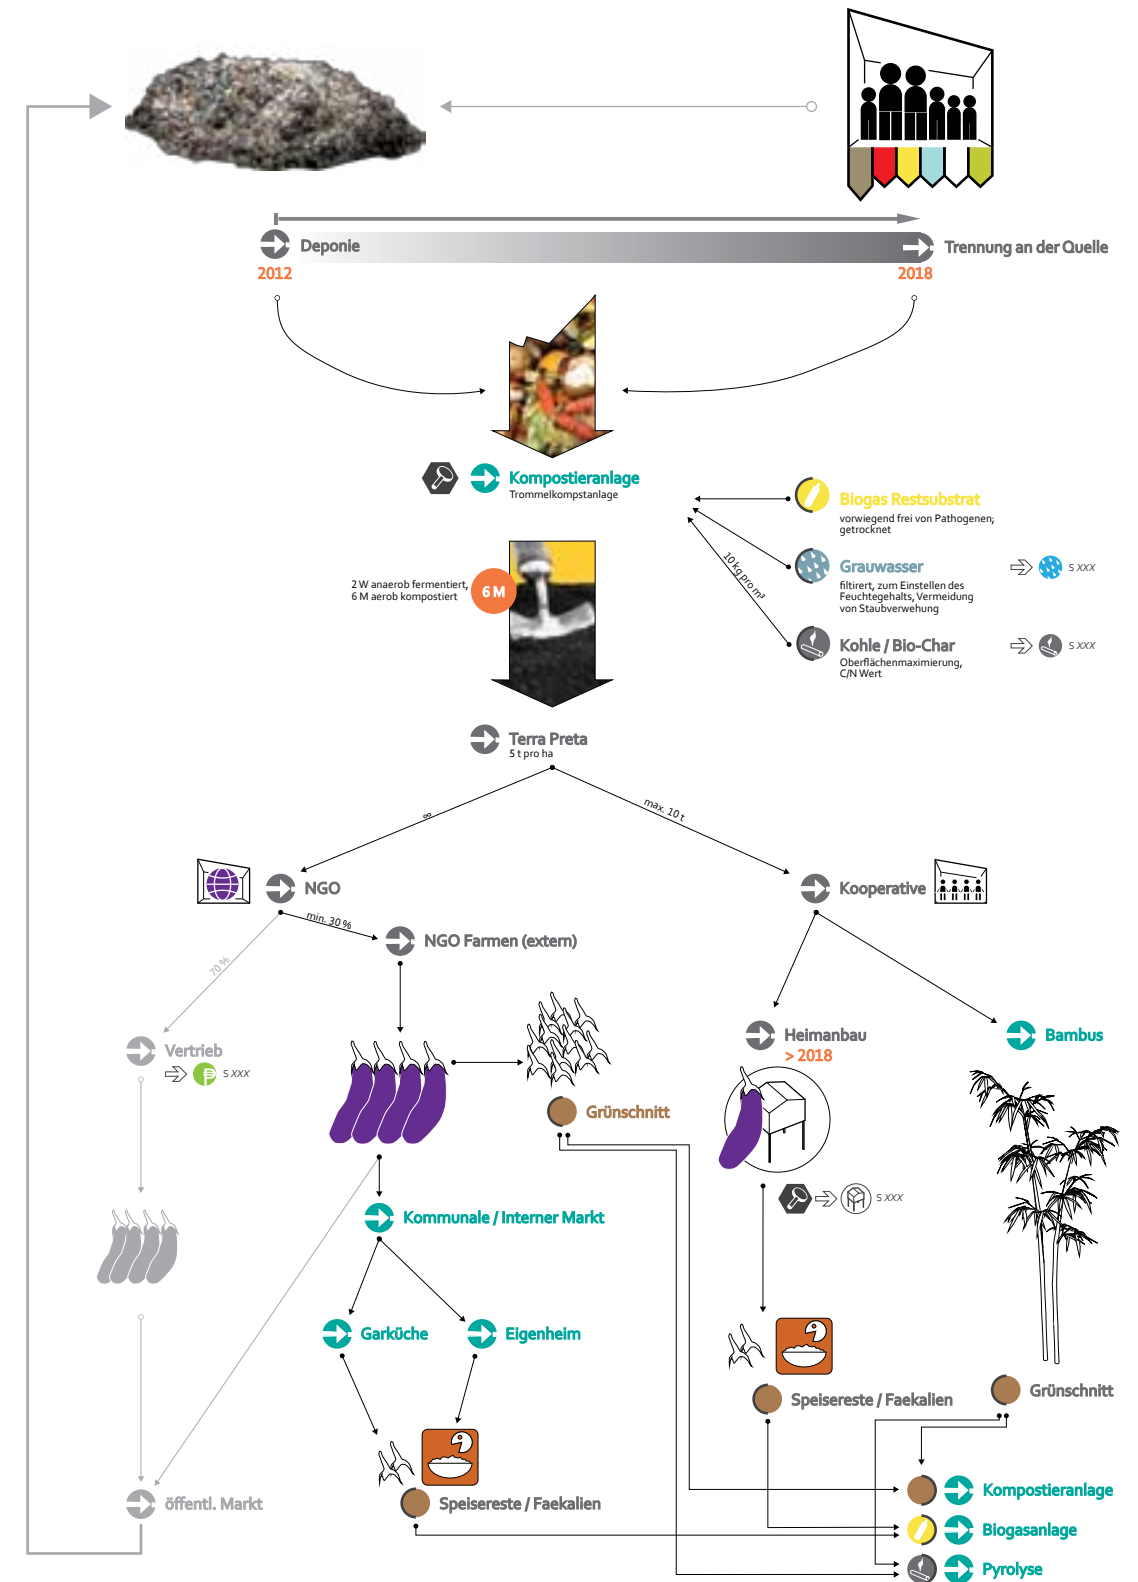 Deponie
Trennung an der Quelle
2012
2018
Kompostieranlage
Trommelkompstanlage
Biogas Restsubstrat
vorwiegend frei von Pathogenen;
getrocknet
10 kg pro m³
Grauwasser
filtirert, zum Einstellen des
Feuchtegehalts, Vermeidung
von Staubverwehung
S XXX
2 W anaerob fermentiert,
6 M aerob kompostiert
6 M
Kohle / Bio-Char
Oberflächenmaximierung,
C/N Wert
S XXX
Terra Preta
5 t pro ha
∞
max. 10 t
NGO
Kooperative
min. 30 %
NGO Farmen (extern)
70 %
Vertrieb
S XXX
Heimanbau
> 2018
Bambus
Grünschnitt
S XXX
Kommunale / Interner Markt
Garküche
Eigenheim
Speisereste / Faekalien
Grünschnitt
öffentl. Markt
Speisereste / Faekalien
Kompostieranlage
Biogasanlage
Pyrolyse